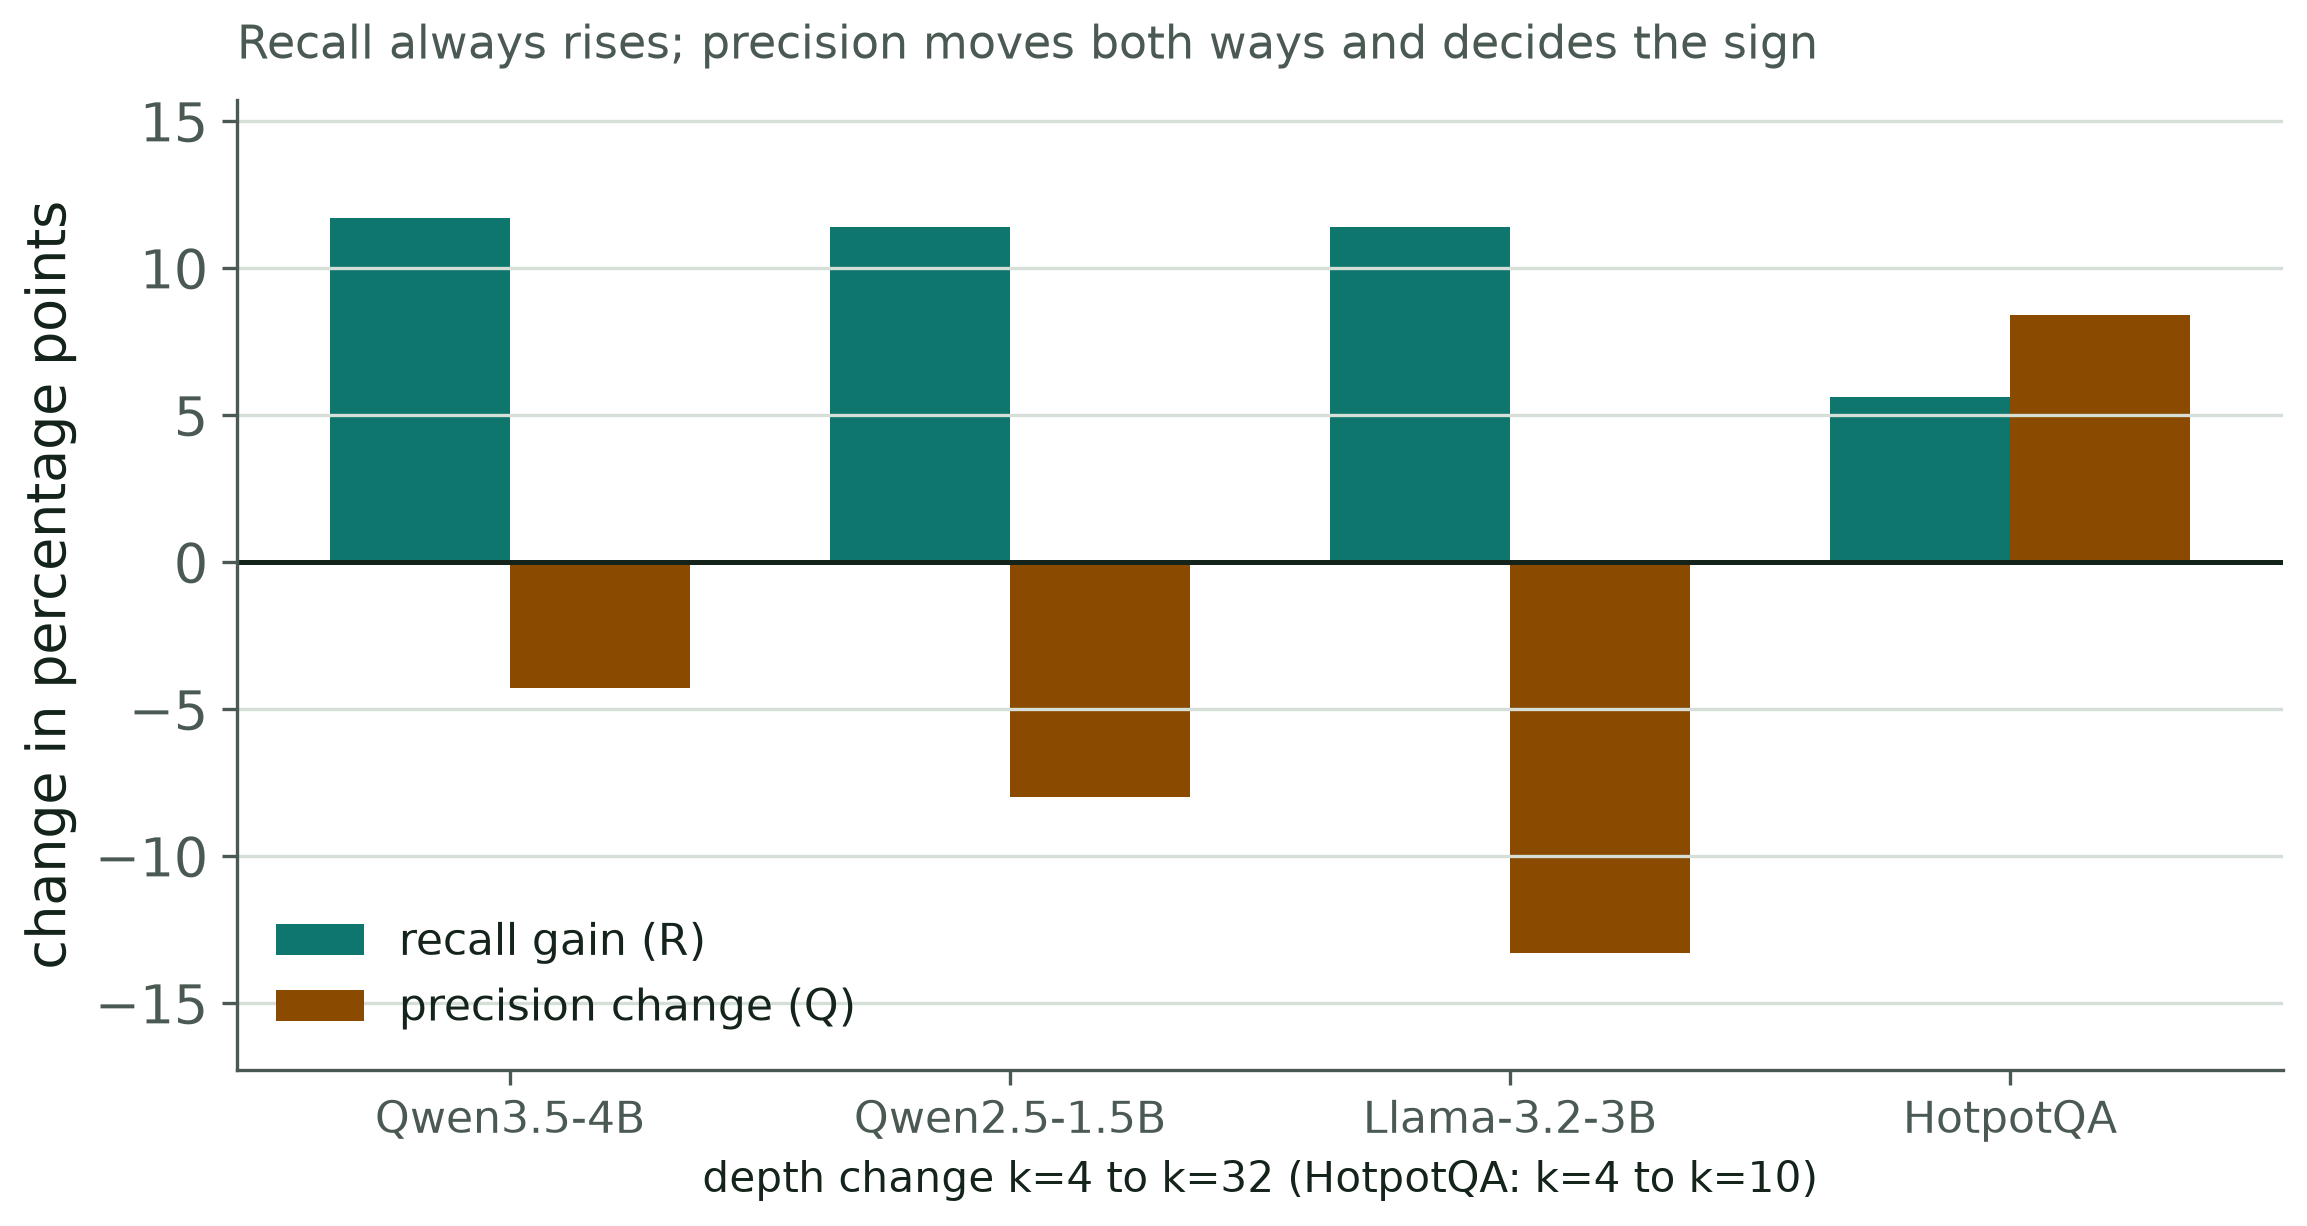 Recall always rises; precision moves both ways and decides the sign
change in percentage points
15
10
5
0
−5
−10
−15
recall gain (R)
precision change (Q)
Qwen3.5-4B
Qwen2.5-1.5B
Llama-3.2-3B
HotpotQA
depth change k=4 to k=32 (HotpotQA: k=4 to k=10)